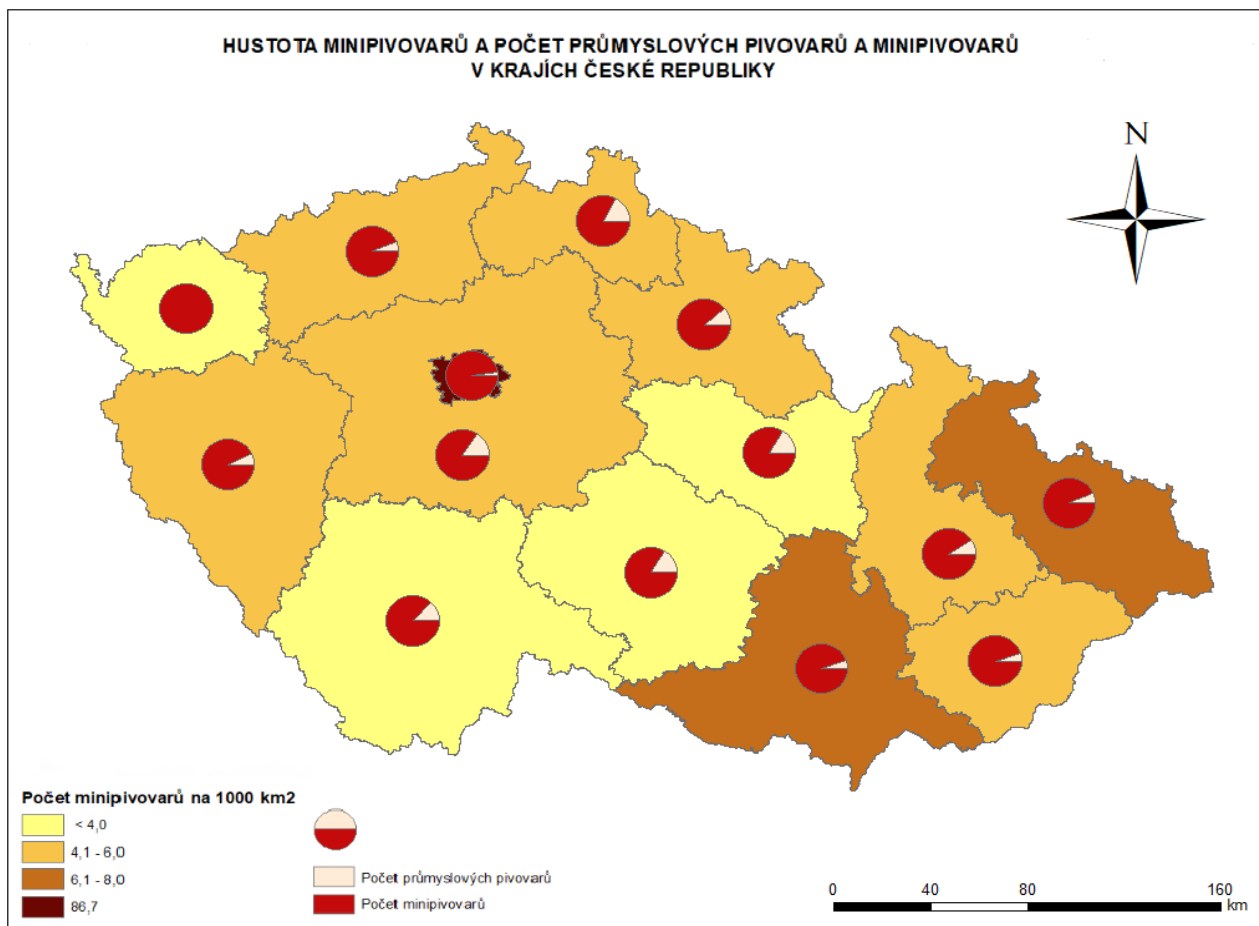 HUSTOTA MINIPIVOVARŮ A POČET PRŮMYSLOVÝCH PIVOVARŮ A MINIPIVOVARŮ
V KRAJÍCH ČESKÉ REPUBLIKY
N
Počet minipivovarů na 1000 km2
< 4,0
4,1 - 6,0
6,1 - 8,0
86,7
Počet průmyslových pivovarů
Počet minipivovarů
0 40 80 160
km